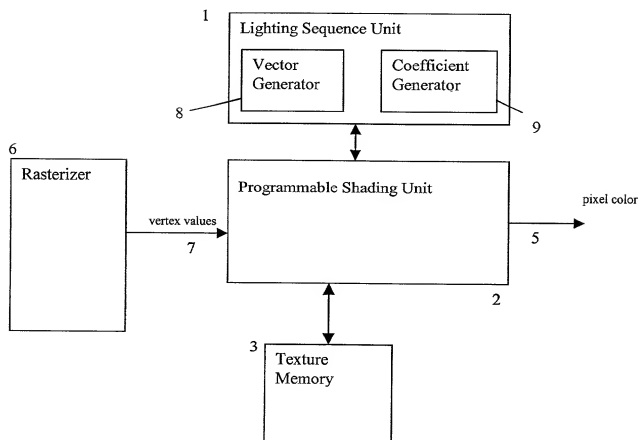 1
Lighting Sequence Unit
Vector
Generator
Coefficient
Generator
8
9
6
Rasterizer
Programmable Shading Unit
pixel color
vertex values
7
5
2
3
Texture
Memory